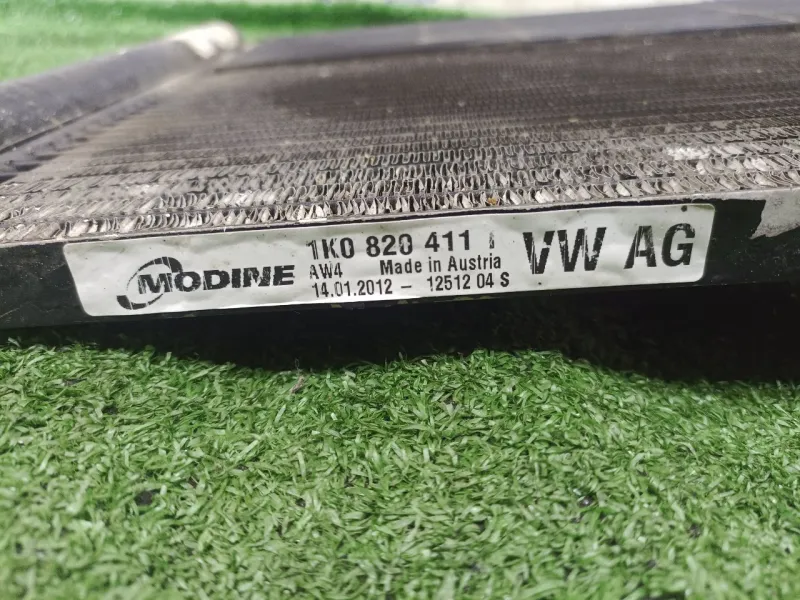 MODINE
1K0 820 411
AW4 Made in Austria
14.01.2012 - 12512 04 S
VW AG